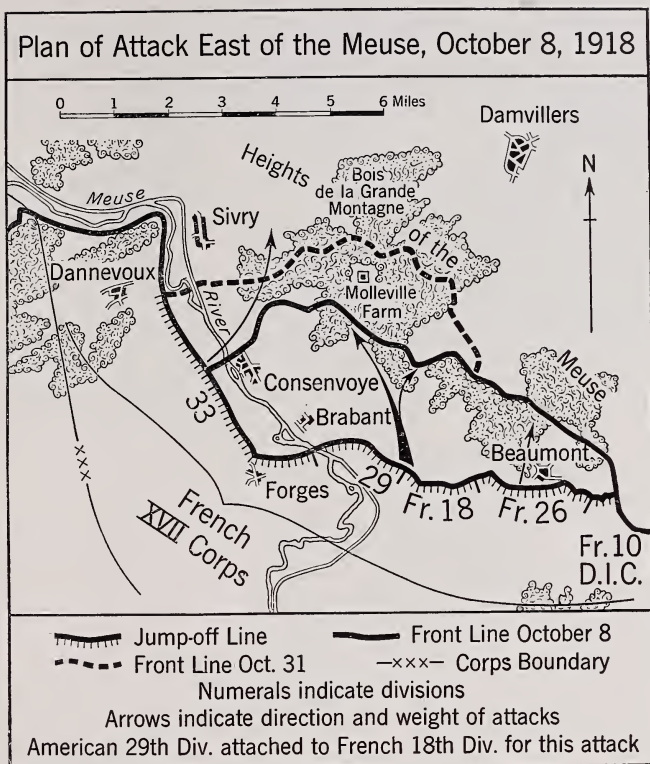 Plan of Attack East of the Meuse, October 8, 1918
0 1 2 3 4 5 6 Miles
Damvillers
Heights
Bois
de la Grande
Montagne
N
Meuse
Sivry
of the
Dannevoux
River
Molleville
Farm
Meuse
33
Consenvoye
Brabant
Beaumont
Forges
29
Fr. 18
Fr. 26
xxx
French
XVII Corps
Fr. 10
D.I.C.
Jump-off Line
Front Line October 8
Front Line Oct. 31
—xxx— Corps Boundary
Numerals indicate divisions
Arrows indicate direction and weight of attacks
American 29th Div. attached to French 18th Div. for this attack